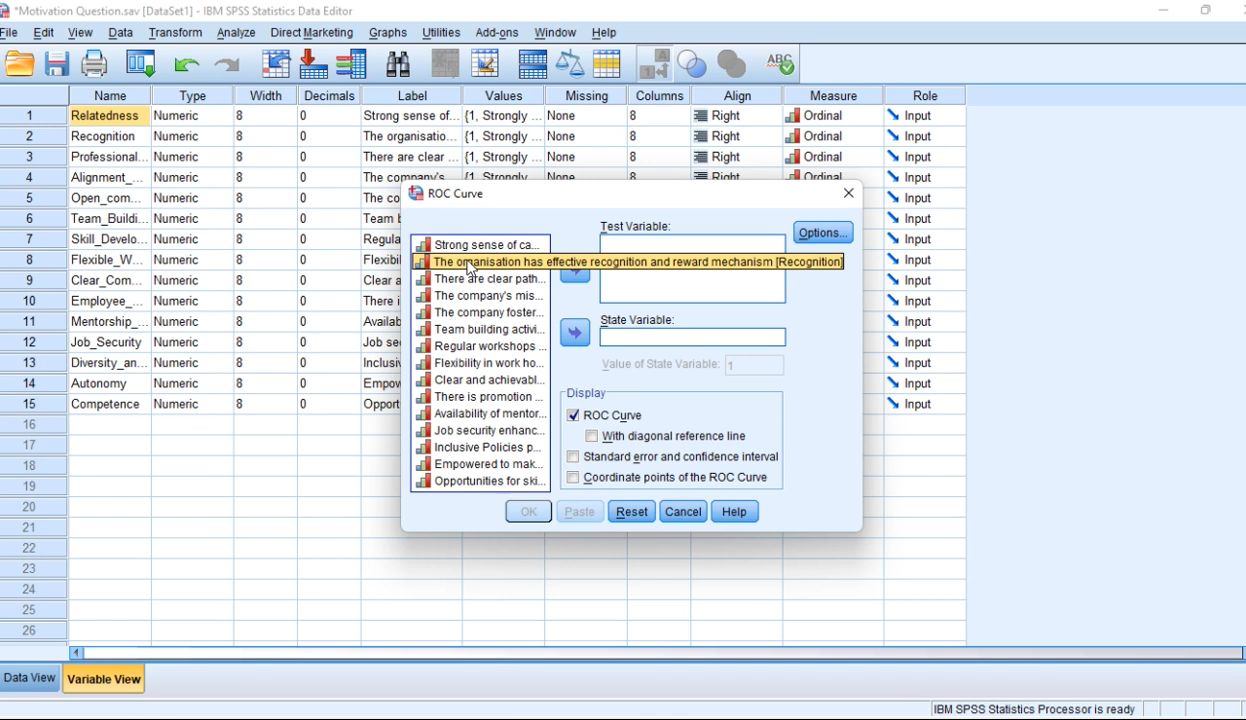 *Motivation Question.sav [DataSet1] - IBM SPSS Statistics Data Editor
File Edit View Data Transform Analyze Direct Marketing Graphs Utilities Add-ons Window Help
Name Type Width Decimals Label Values Missing Columns Align Measure Role
1 Relatedness Numeric 8 0 Strong sense of... {1, Strongly ... None 8 Right Ordinal Input
2 Recognition Numeric 8 0 The organisatio... {1, Strongly ... None 8 Right Ordinal Input
3 Professional... Numeric 8 0 There are clear ... {1, Strongly ... None 8 Right Ordinal Input
4 Alignment_... Numeric 8 0 The company's ... {1, Strongly None 8 Right Ordinal Input
5 Open_com... Numeric 8 0 The co Input
6 Team_Buildi... Numeric 8 0 Team b Input
7 Skill_Develo... Numeric 8 0 Regula Input
8 Flexible_W... Numeric 8 0 Flexibil Input
9 Clear_Com... Numeric 8 0 Clear a Input
10 Employee_... Numeric 8 0 There i Input
11 Mentorship_... Numeric 8 0 Availab Input
12 Job_Security Numeric 8 0 Job se Input
13 Diversity_an... Numeric 8 0 Inclusiv Input
14 Autonomy Numeric 8 0 Empow Input
15 Competence Numeric 8 0 Opport Input
16
17
18
19
20
21
22
23
24
25
26
ROC Curve
Strong sense of ca...
The organisation has effective recognition and reward mechanism [Recognition]
There are clear path...
The company's mis...
The company foster...
Team building activi...
Regular workshops ...
Flexibility in work ho...
Clear and achievabl...
There is promotion ...
Availability of mentor...
Job security enhanc...
Inclusive Policies p...
Empowered to mak...
Opportunities for ski...
Test Variable:
Options...
State Variable:
Value of State Variable: 1
Display
ROC Curve
With diagonal reference line
Standard error and confidence interval
Coordinate points of the ROC Curve
OK Paste Reset Cancel Help
Data View Variable View
IBM SPSS Statistics Processor is ready